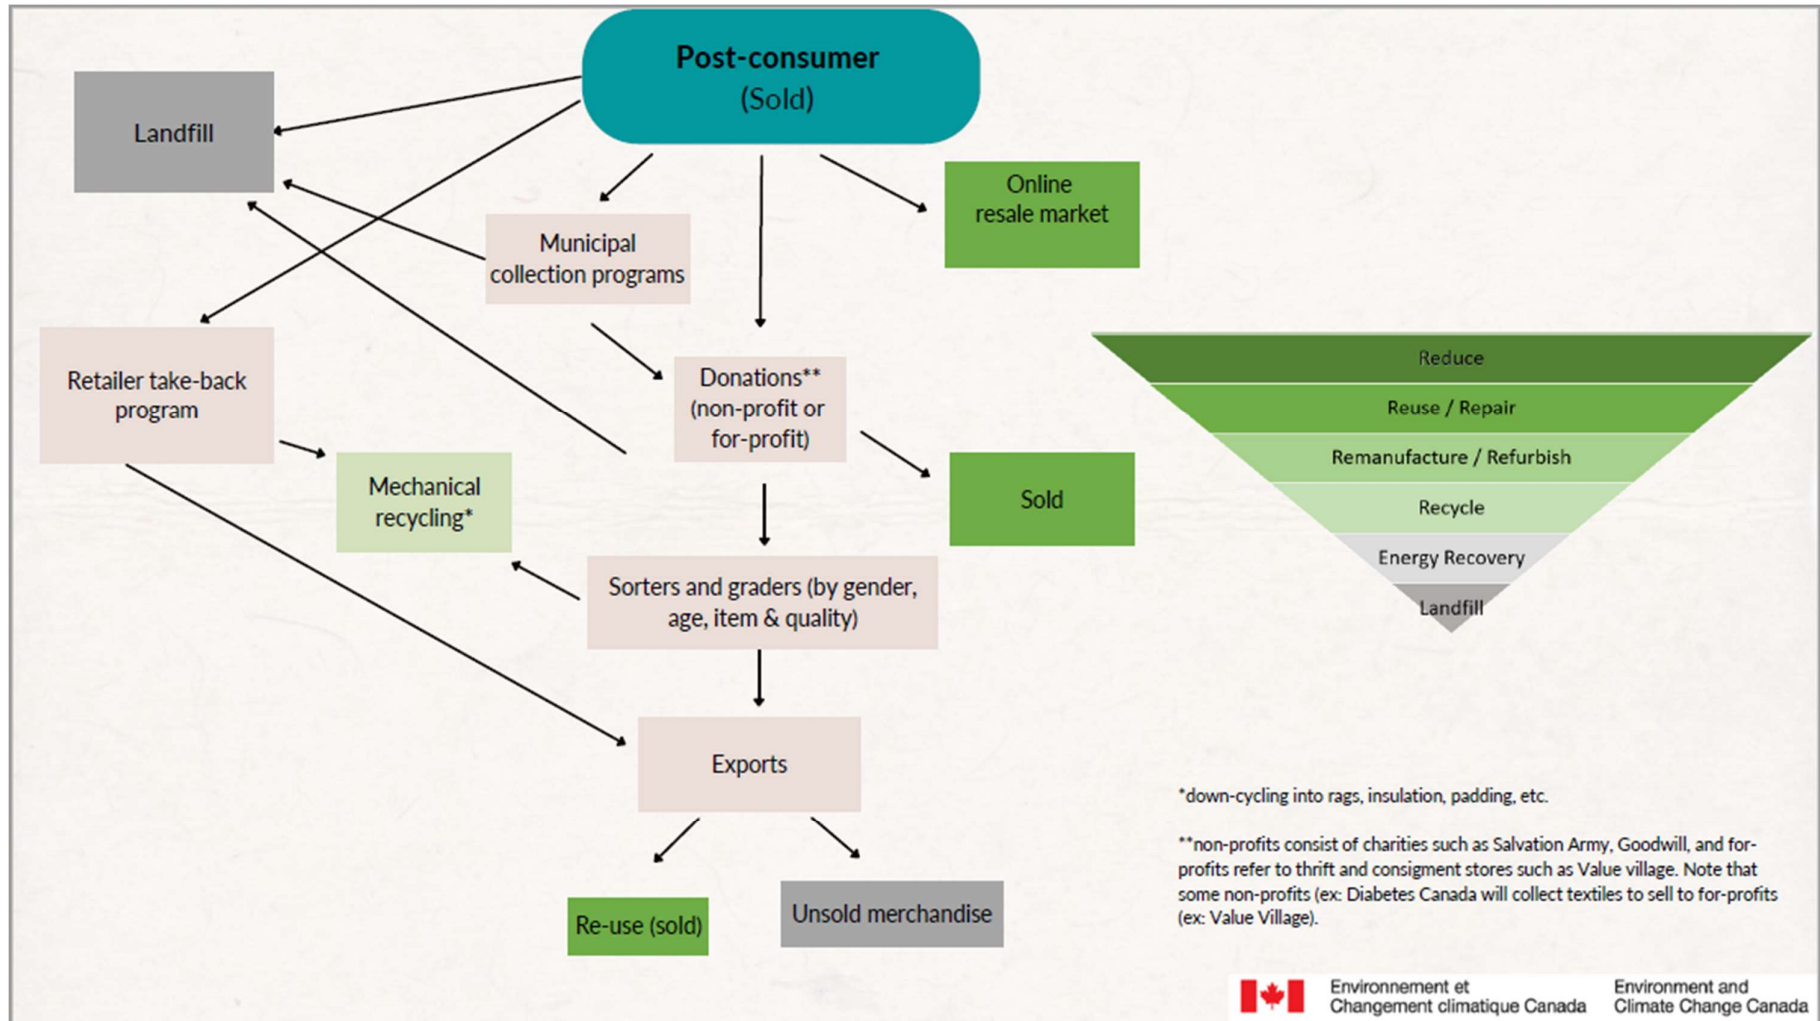 Post-consumer
(Sold)
Landfill
Online
resale market
Municipal
collection programs
Retailer take-back
program
Donations**
(non-profit or
for-profit)
Mechanical
recycling*
Sold
Sorters and graders (by gender,
age, item & quality)
Exports
Re-use (sold)
Unsold merchandise
Reduce
Reuse / Repair
Remanufacture / Refurbish
Recycle
Energy Recovery
Landfill
*down-cycling into rags, insulation, padding, etc.
**non-profits consist of charities such as Salvation Army, Goodwill, and for-
profits refer to thrift and consigment stores such as Value village. Note that
some non-profits (ex: Diabetes Canada will collect textiles to sell to for-profits
(ex: Value Village).
Environnement et
Changement climatique Canada
Environment and
Climate Change Canada